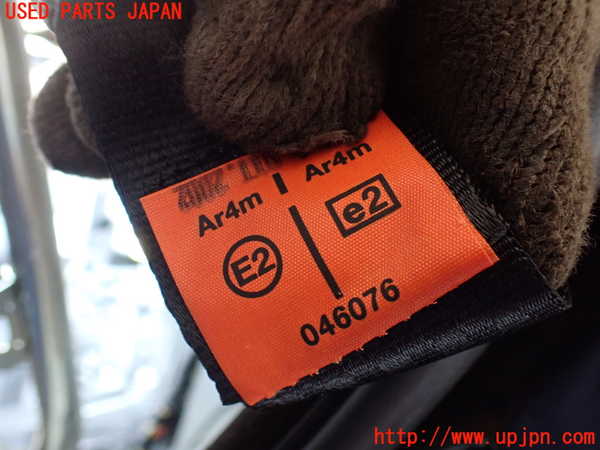 USED PARTS JAPAN
Ar4m Ar4m
E2 e2
046076
http://www.upjpn.com/